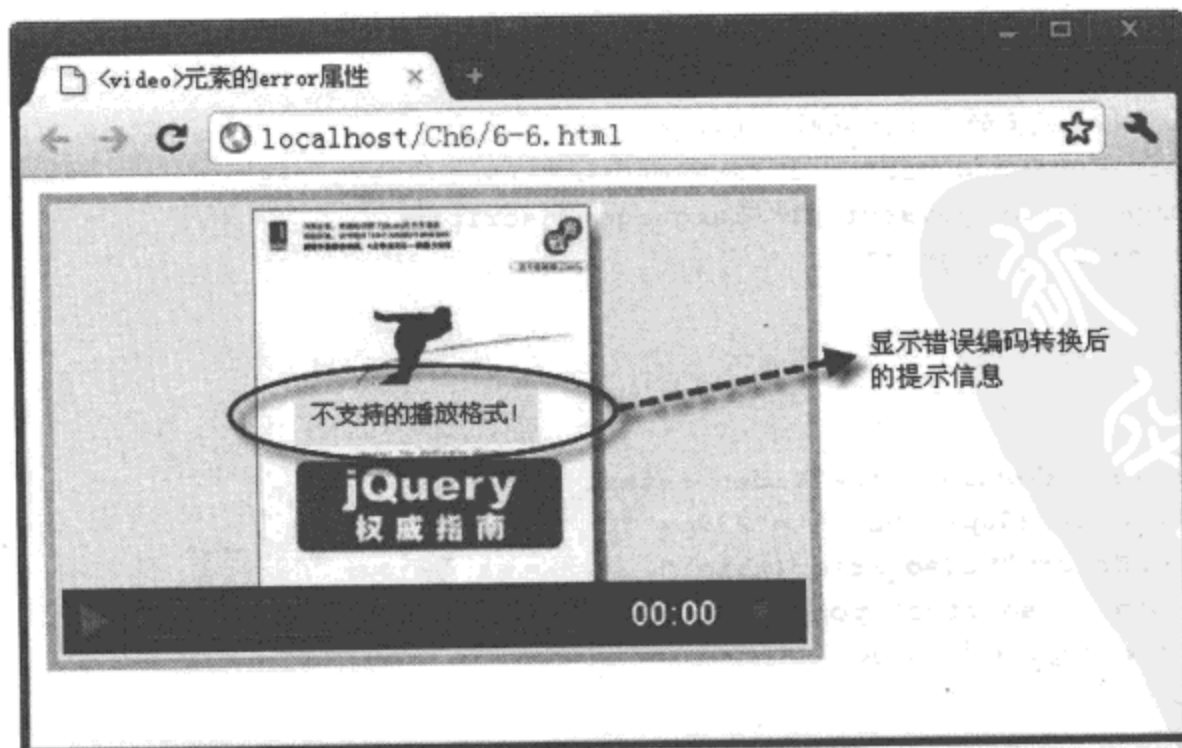 <video>元素的error属性
localhost/Ch6/6-6.html
显示错误编码转换后
的提示信息
不支持的播放格式!
jQuery
权威指南
00:00